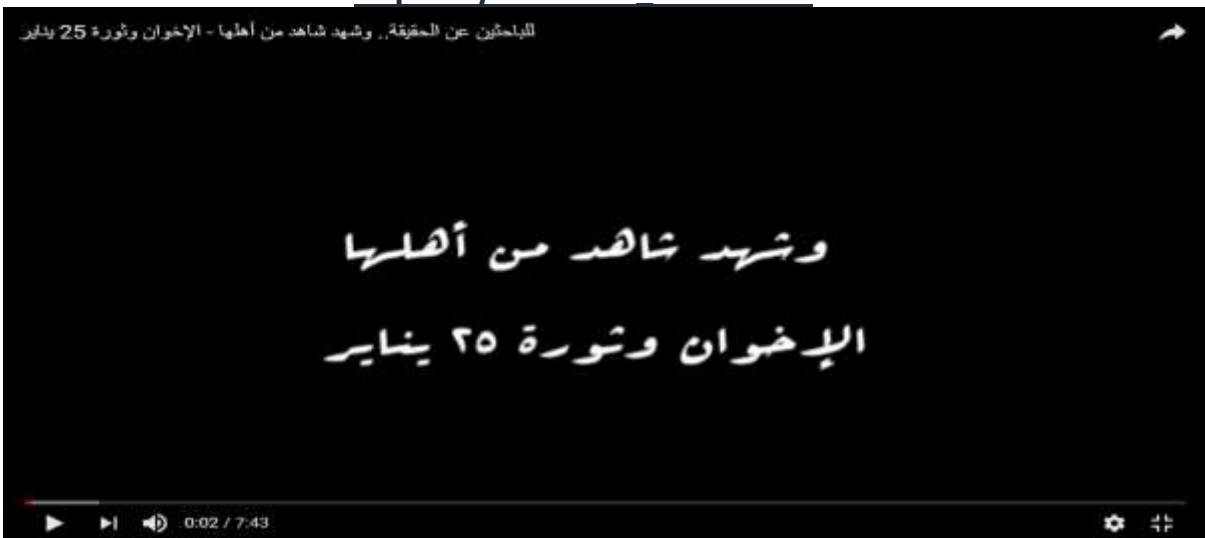 للباحثين عن الحقيقة.. وشهد شاهد من أهلها - الإخوان وثورة 25 يناير
وشهد شاهد من أهلها
الإخوان وثورة ٢٥ يناير
0:02 / 7:43